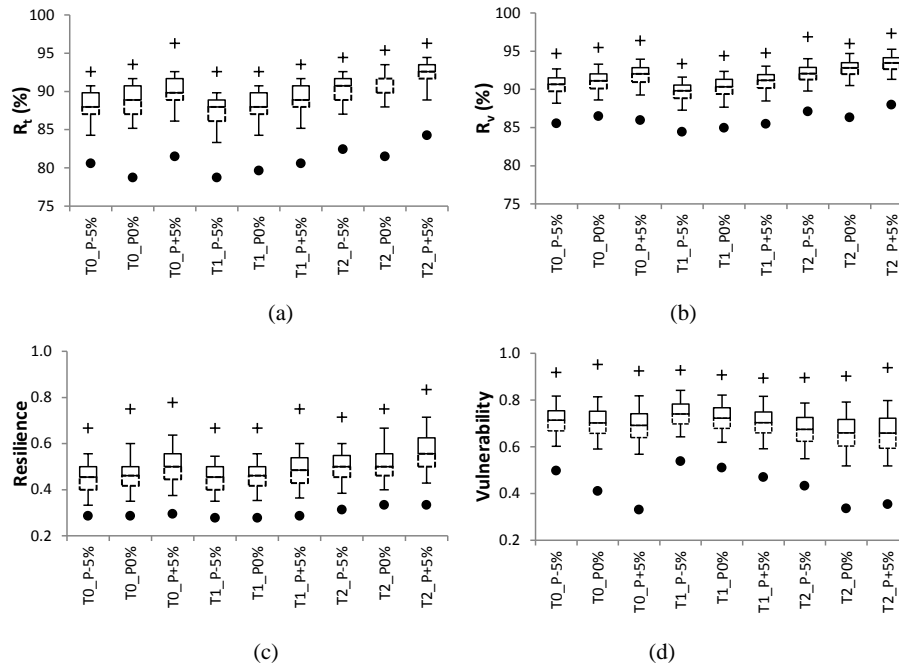 100
95
90
85
80
75
R_t (%)
T0_P-5%
T0_P0%
T0_P+5%
T1_P-5%
T1_P0%
T1_P+5%
T2_P-5%
T2_P0%
T2_P+5%
(a)
100
95
90
85
80
75
R_v (%)
T0_P-5%
T0_P0%
T0_P+5%
T1_P-5%
T1_P0%
T1_P+5%
T2_P-5%
T2_P0%
T2_P+5%
(b)
1.0
0.8
0.6
0.4
0.2
Resilience
T0_P-5%
T0_P0%
T0_P+5%
T1_P-5%
T1_P0%
T1_P+5%
T2_P-5%
T2_P0%
T2_P+5%
(c)
1.0
0.8
0.6
0.4
0.2
Vulnerability
T0_P-5%
T0_P0%
T0_P+5%
T1_P-5%
T1_P0%
T1_P+5%
T2_P-5%
T2_P0%
T2_P+5%
(d)